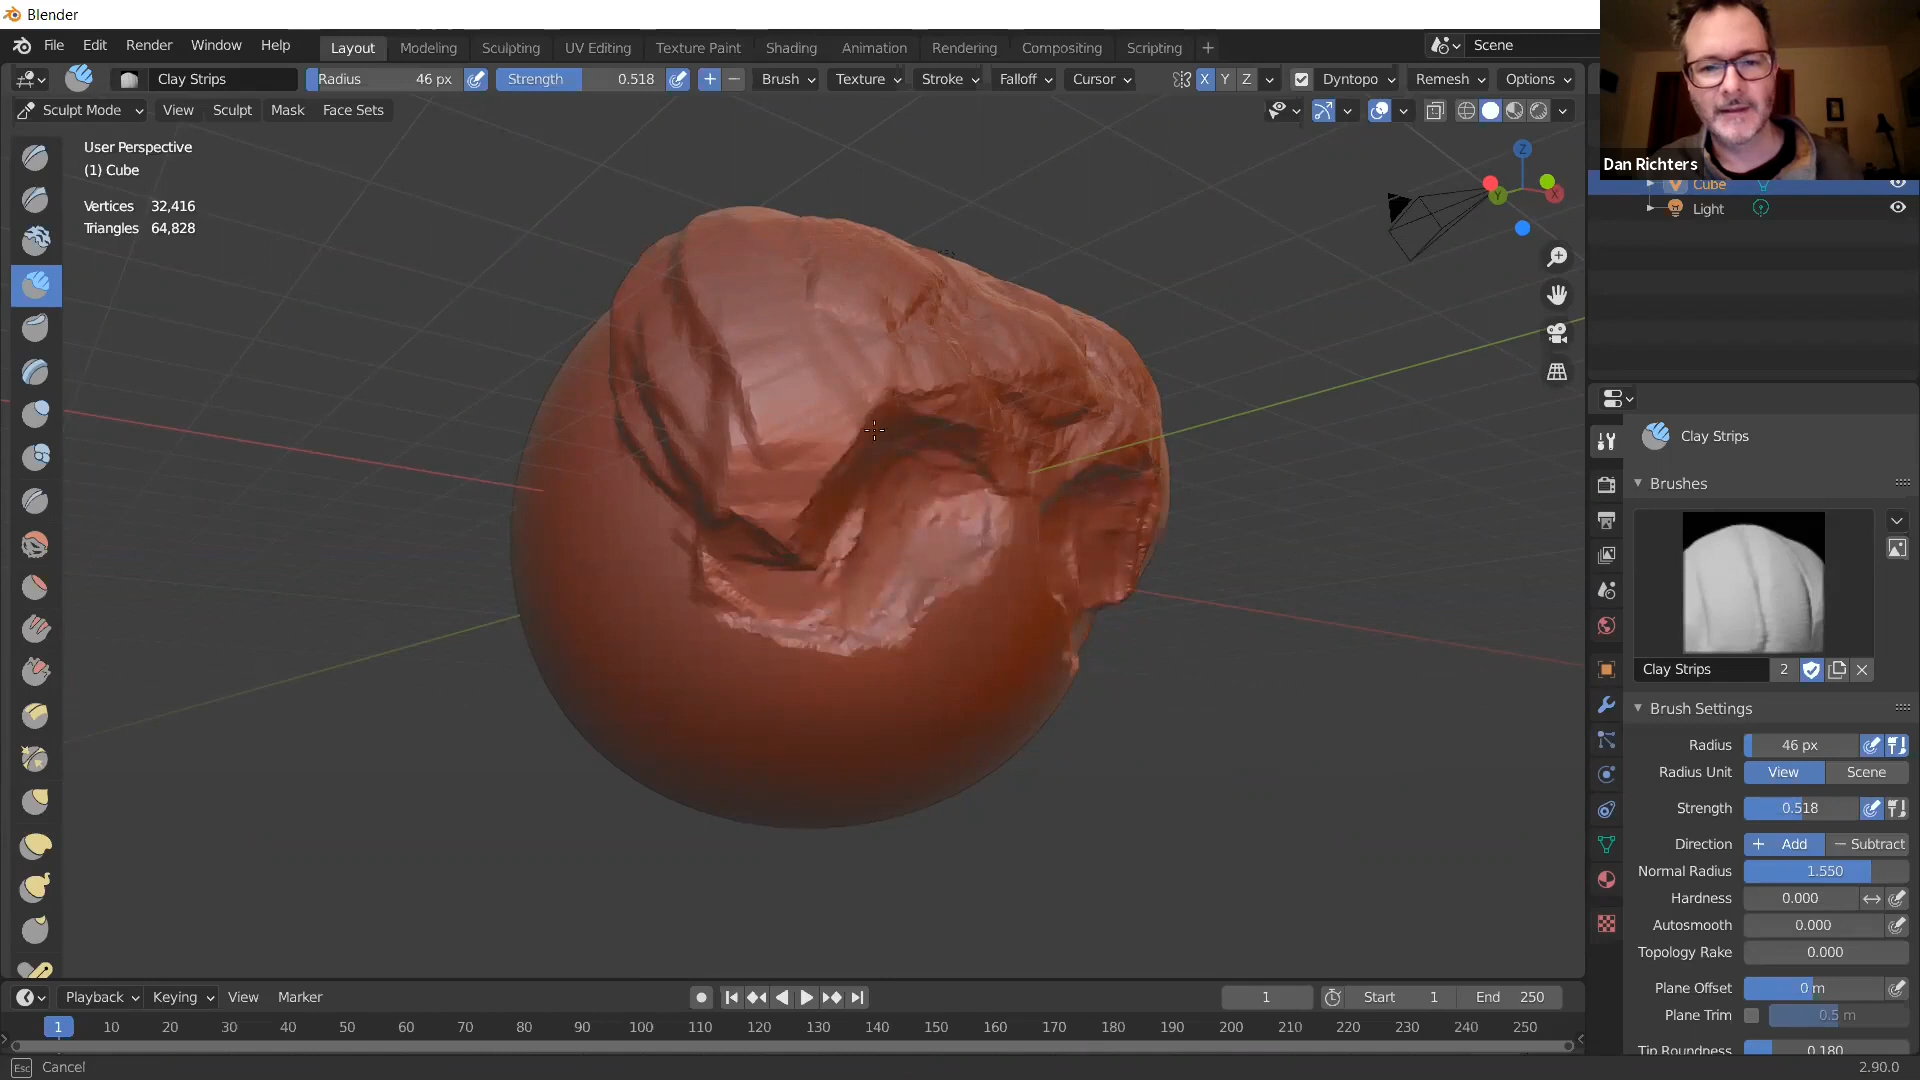 Blender
File Edit Render Window Help Layout Modeling Sculpting UV Editing Texture Paint Shading Animation Rendering Compositing Scripting + Scene
Clay Strips Radius 46 px Strength 0.518 + − Brush Texture Stroke Falloff Cursor X Y Z Dyntopo Remesh Options
Sculpt Mode View Sculpt Mask Face Sets
User Perspective
(1) Cube
Vertices 32,416
Triangles 64,828
Z
Y
X
Dan Richters
Cube
Light
Clay Strips
Brushes
Clay Strips 2
Brush Settings
Radius 46 px
Radius Unit View Scene
Strength 0.518
Direction + Add − Subtract
Normal Radius 1.550
Hardness 0.000
Autosmooth 0.000
Topology Rake 0.000
Plane Offset 0 m
Plane Trim 0.5 m
Tip Roundness 0.180
Playback Keying View Marker 1 Start 1 End 250
1 10 20 30 40 50 60 70 80 90 100 110 120 130 140 150 160 170 180 190 200 210 220 230 240 250
Esc Cancel 2.90.0